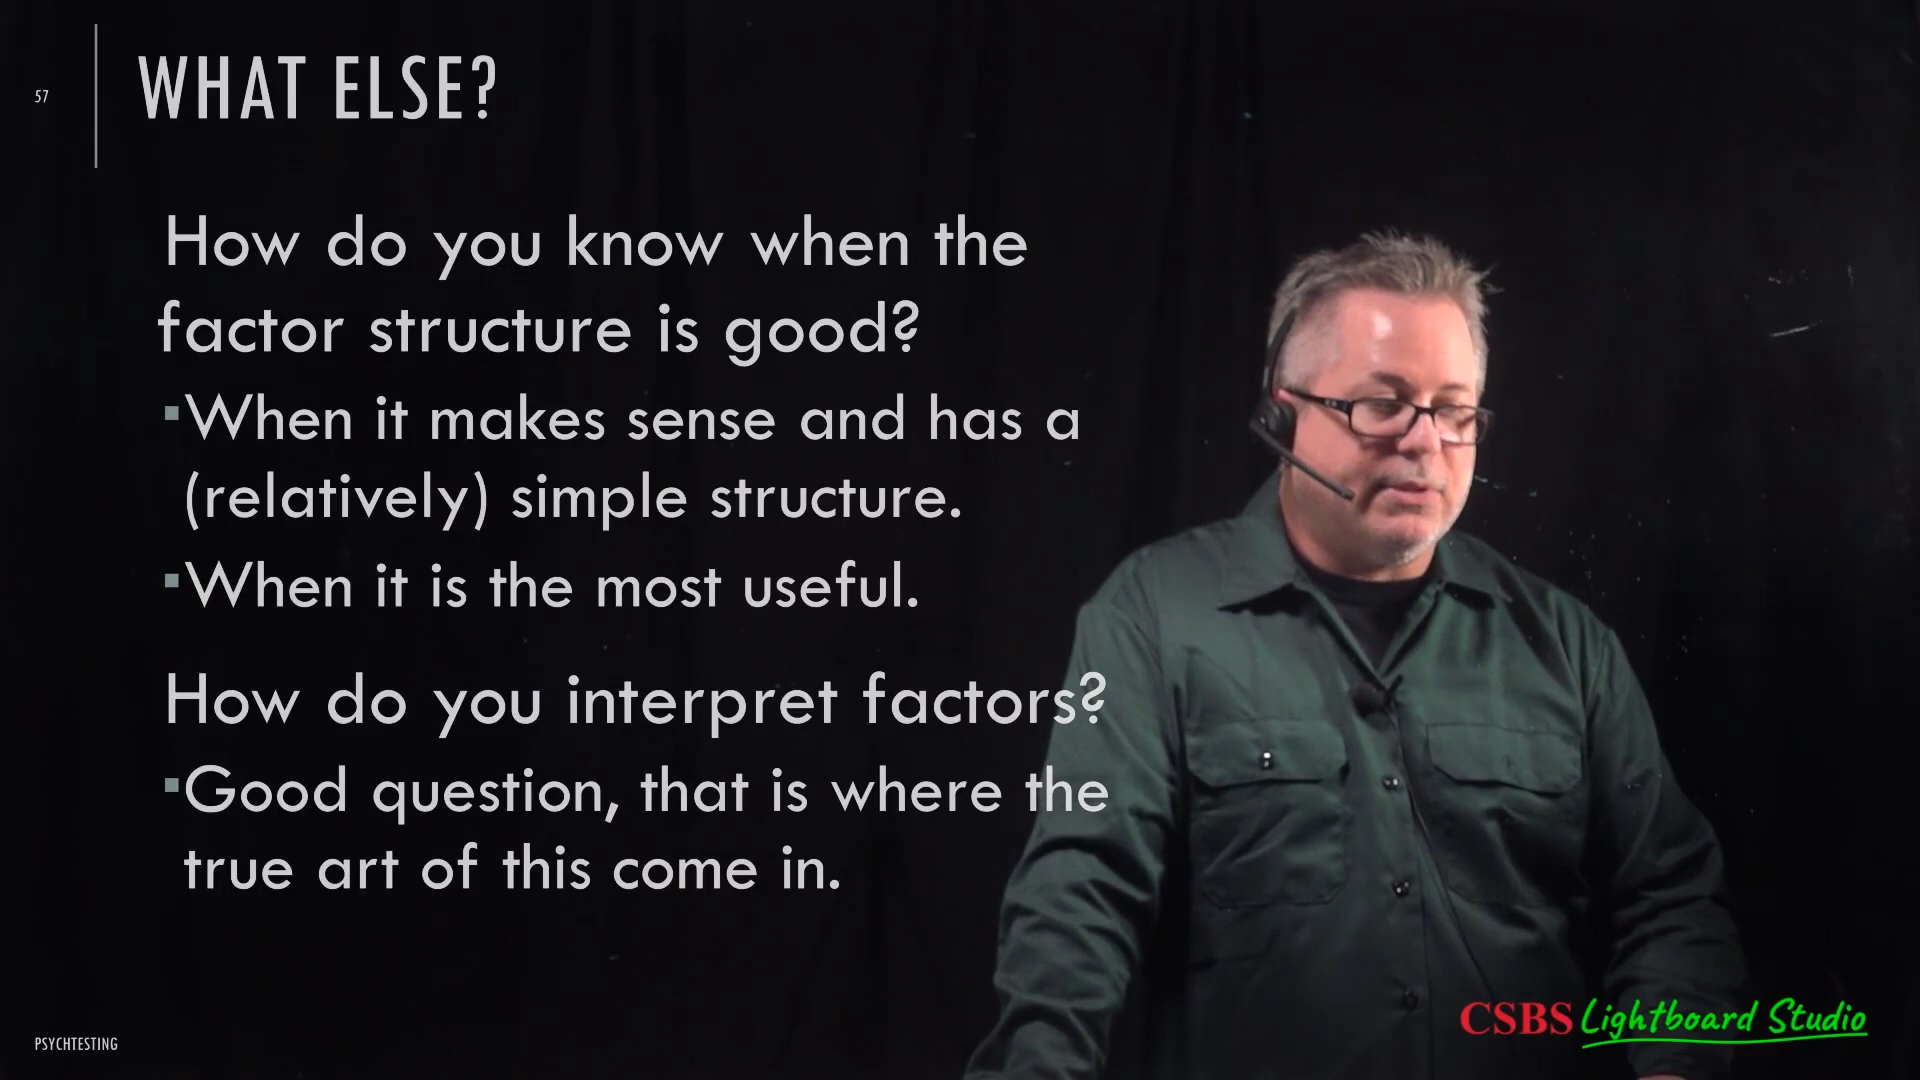 57
WHAT ELSE?
How do you know when the
factor structure is good?
▪When it makes sense and has a
(relatively) simple structure.
▪When it is the most useful.
How do you interpret factors?
▪Good question, that is where the
true art of this come in.
CSBS Lightboard Studio
PSYCHTESTING